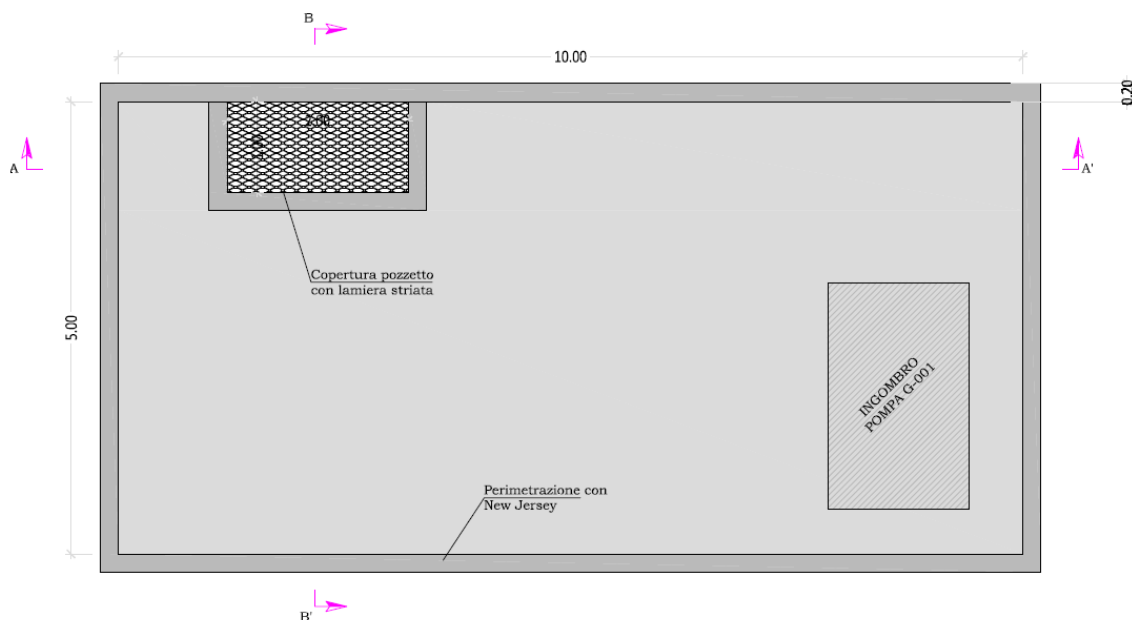 B
10.00
0.20
2.00
1.00
A
A'
Copertura pozzetto
con lamiera striata
5.00
INGOMBRO
POMPA G-001
Perimetrazione con
New Jersey
B'